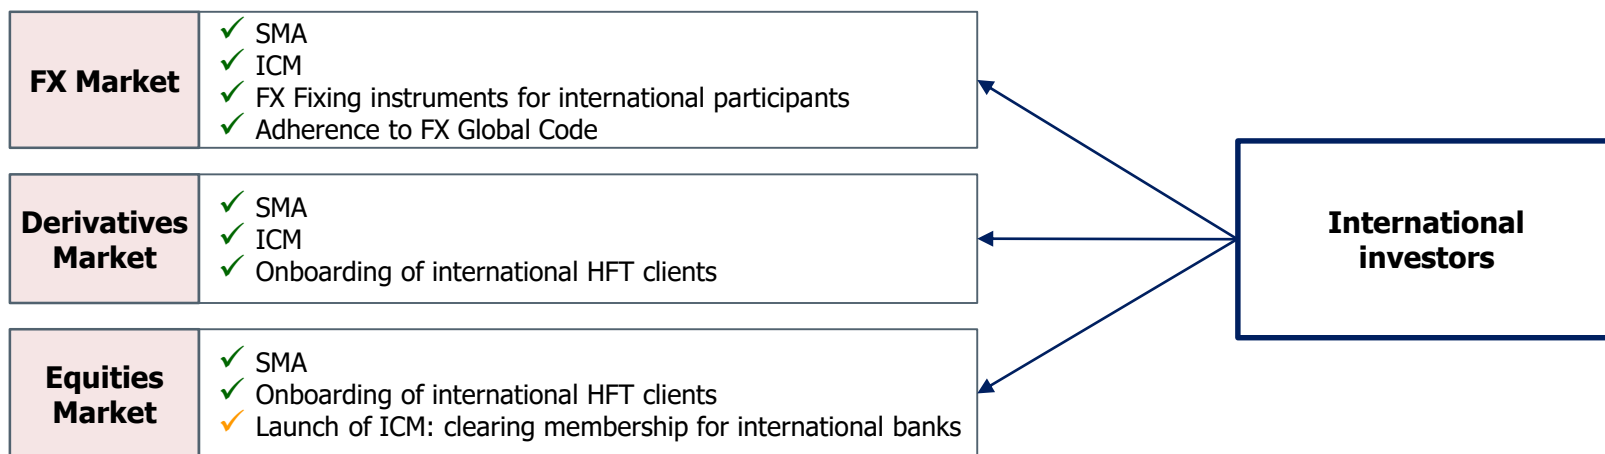 FX Market
SMA
ICM
FX Fixing instruments for international participants
Adherence to FX Global Code
Derivatives
Market
SMA
ICM
Onboarding of international HFT clients
Equities
Market
SMA
Onboarding of international HFT clients
Launch of ICM: clearing membership for international banks
International
investors